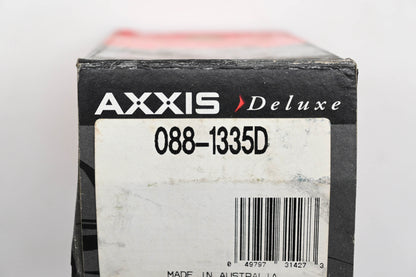 AXXIS Deluxe
088-1335D
0 49797 31427 3
MADE IN AUSTRALIA